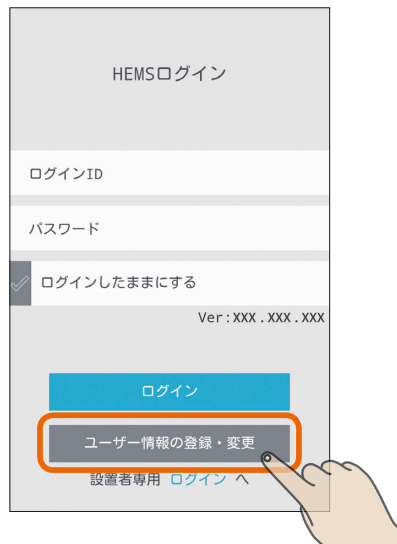 HEMSログイン
ログインID
パスワード
ログインしたままにする
Ver:XXX.XXX.XXX
ログイン
ユーザー情報の登録・変更
設置者専用 ログイン へ